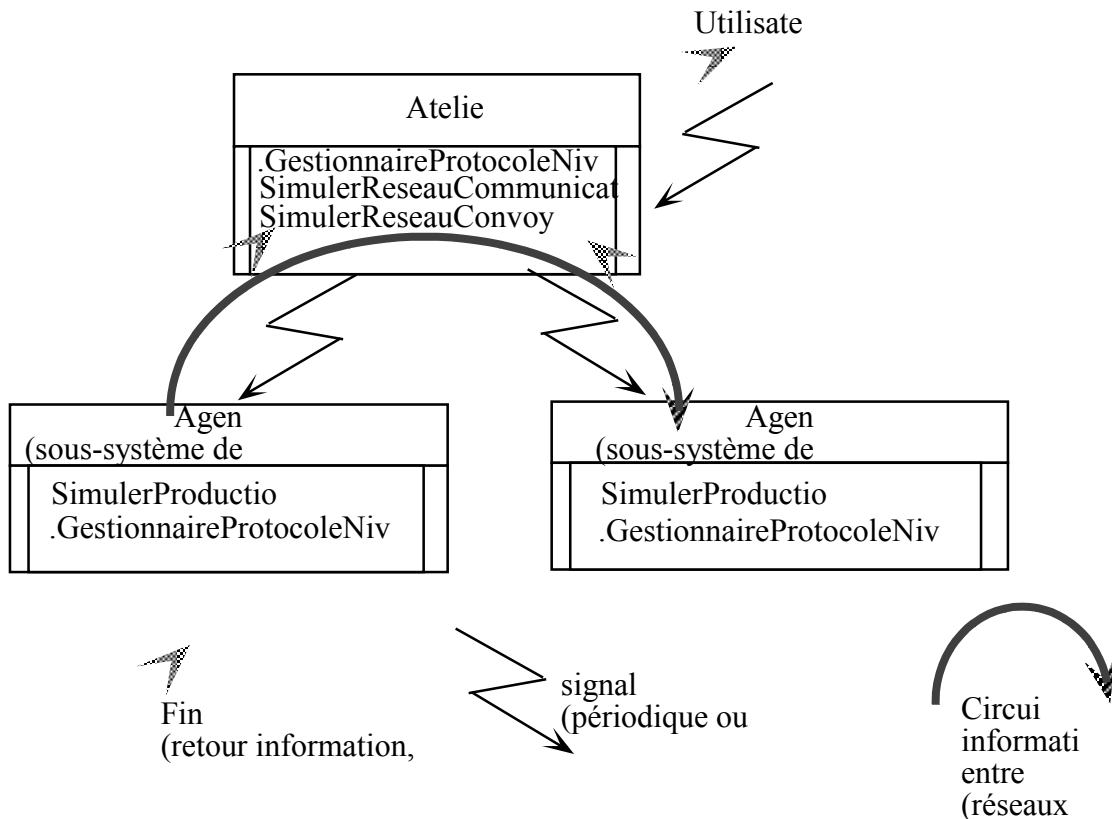 Utilisate
Atelie
.GestionnaireProtocoleNiv
SimulerReseauCommunicat
SimulerReseauConvoy
Agen
(sous-système de
SimulerProductio
.GestionnaireProtocoleNiv
Agen
(sous-système de
SimulerProductio
.GestionnaireProtocoleNiv
Fin
(retour information,
signal
(périodique ou
Circui
informati
entre
(réseaux